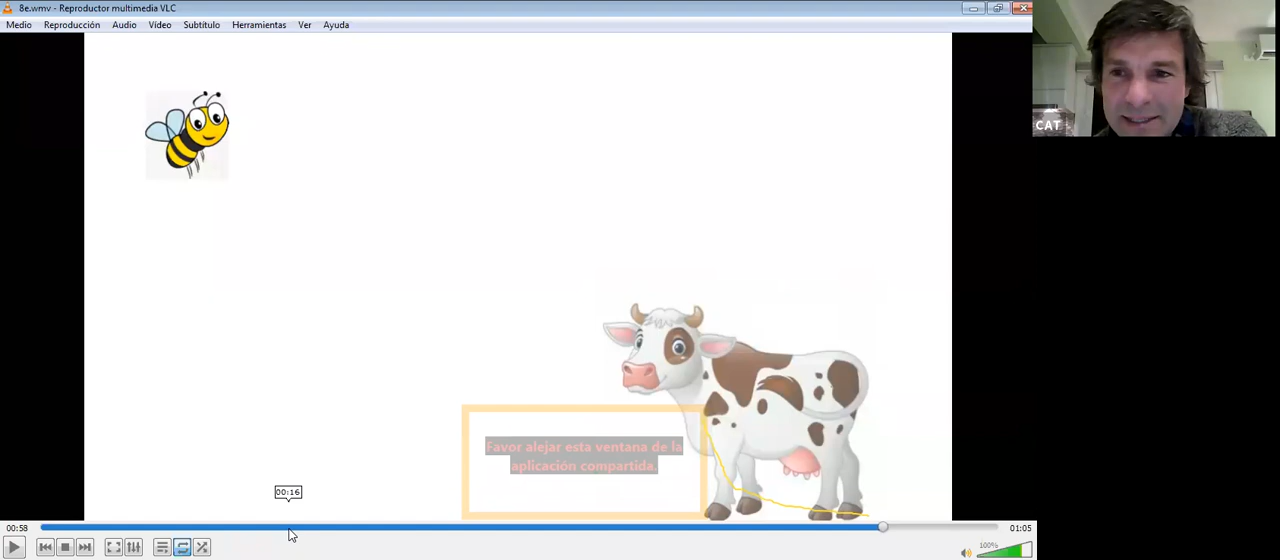 8e.wmv - Reproductor multimedia VLC
Medio Reproducción Audio Vídeo Subtítulo Herramientas Ver Ayuda
CAT
Favor alejar esta ventana de la
aplicación compartida.
00:16
00:58
01:05
100%